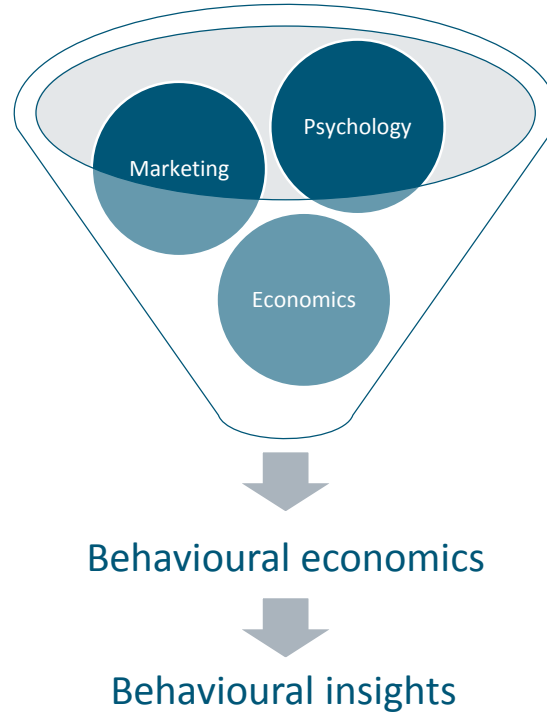 Psychology
Marketing
Economics
Behavioural economics
Behavioural insights